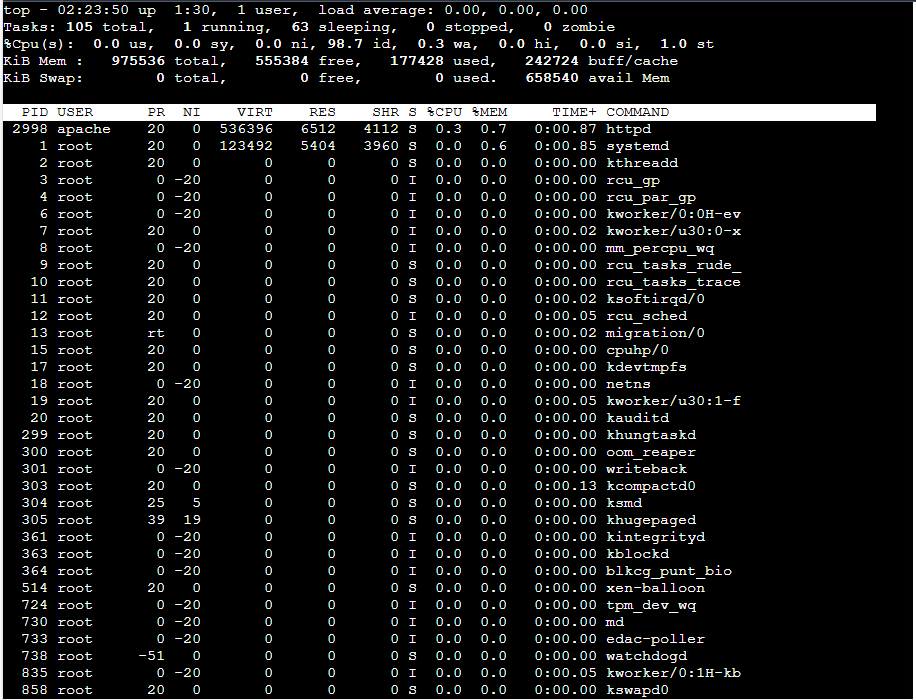 top - 02:23:50 up  1:30,  1 user,  load average: 0.00, 0.00, 0.00
Tasks: 105 total,   1 running,  63 sleeping,   0 stopped,   0 zombie
%Cpu(s):  0.0 us,  0.0 sy,  0.0 ni, 98.7 id,  0.3 wa,  0.0 hi,  0.0 si,  1.0 st
KiB Mem :   975536 total,   555384 free,   177428 used,   242724 buff/cache
KiB Swap:        0 total,        0 free,        0 used.   658540 avail Mem
  PID USER      PR  NI    VIRT    RES    SHR S %CPU %MEM     TIME+ COMMAND
 2998 apache    20   0  536396   6512   4112 S  0.3  0.7   0:00.87 httpd
    1 root      20   0  123492   5404   3960 S  0.0  0.6   0:00.85 systemd
    2 root      20   0       0      0      0 S  0.0  0.0   0:00.00 kthreadd
    3 root       0 -20       0      0      0 I  0.0  0.0   0:00.00 rcu_gp
    4 root       0 -20       0      0      0 I  0.0  0.0   0:00.00 rcu_par_gp
    6 root       0 -20       0      0      0 I  0.0  0.0   0:00.00 kworker/0:0H-ev
    7 root      20   0       0      0      0 I  0.0  0.0   0:00.02 kworker/u30:0-x
    8 root       0 -20       0      0      0 I  0.0  0.0   0:00.00 mm_percpu_wq
    9 root      20   0       0      0      0 S  0.0  0.0   0:00.00 rcu_tasks_rude_
   10 root      20   0       0      0      0 S  0.0  0.0   0:00.00 rcu_tasks_trace
   11 root      20   0       0      0      0 S  0.0  0.0   0:00.02 ksoftirqd/0
   12 root      20   0       0      0      0 I  0.0  0.0   0:00.05 rcu_sched
   13 root      rt   0       0      0      0 S  0.0  0.0   0:00.02 migration/0
   15 root      20   0       0      0      0 S  0.0  0.0   0:00.00 cpuhp/0
   17 root      20   0       0      0      0 S  0.0  0.0   0:00.00 kdevtmpfs
   18 root       0 -20       0      0      0 I  0.0  0.0   0:00.00 netns
   19 root      20   0       0      0      0 I  0.0  0.0   0:00.05 kworker/u30:1-f
   20 root      20   0       0      0      0 S  0.0  0.0   0:00.00 kauditd
  299 root      20   0       0      0      0 S  0.0  0.0   0:00.00 khungtaskd
  300 root      20   0       0      0      0 S  0.0  0.0   0:00.00 oom_reaper
  301 root       0 -20       0      0      0 I  0.0  0.0   0:00.00 writeback
  303 root      20   0       0      0      0 S  0.0  0.0   0:00.13 kcompactd0
  304 root      25   5       0      0      0 S  0.0  0.0   0:00.00 ksmd
  305 root      39  19       0      0      0 S  0.0  0.0   0:00.00 khugepaged
  361 root       0 -20       0      0      0 I  0.0  0.0   0:00.00 kintegrityd
  363 root       0 -20       0      0      0 I  0.0  0.0   0:00.00 kblockd
  364 root       0 -20       0      0      0 I  0.0  0.0   0:00.00 blkcg_punt_bio
  514 root      20   0       0      0      0 S  0.0  0.0   0:00.00 xen-balloon
  724 root       0 -20       0      0      0 I  0.0  0.0   0:00.00 tpm_dev_wq
  730 root       0 -20       0      0      0 I  0.0  0.0   0:00.00 md
  733 root       0 -20       0      0      0 I  0.0  0.0   0:00.00 edac-poller
  738 root     -51   0       0      0      0 S  0.0  0.0   0:00.00 watchdogd
  835 root       0 -20       0      0      0 I  0.0  0.0   0:00.05 kworker/0:1H-kb
  858 root      20   0       0      0      0 S  0.0  0.0   0:00.00 kswapd0